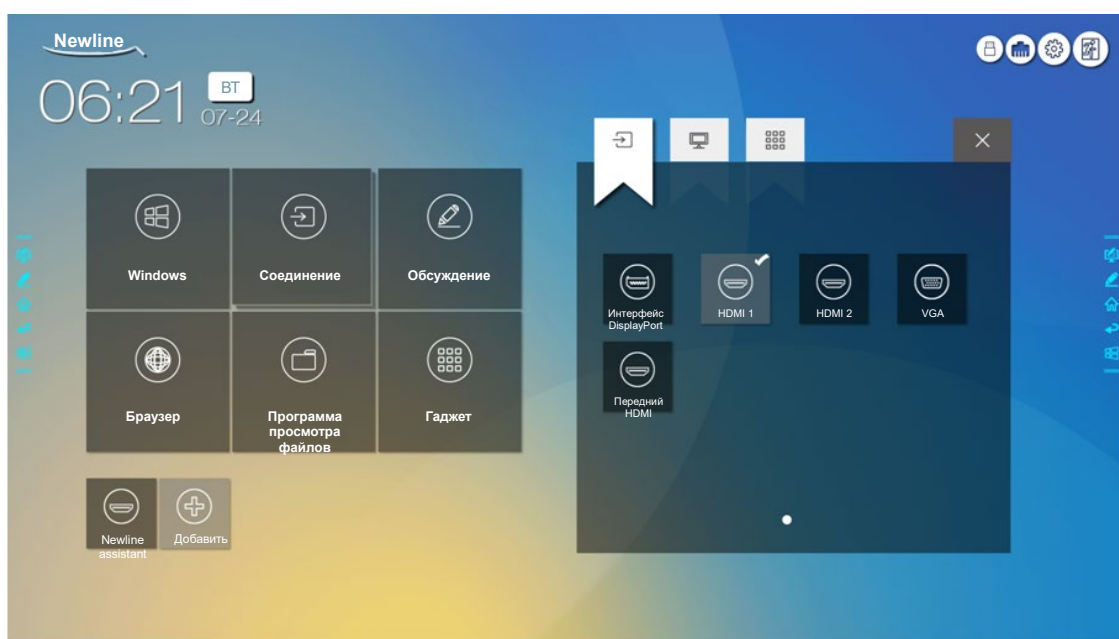 Newline
06:21
ВТ
07-24
Windows
Соединение
Обсуждение
Браузер
Программа
просмотра
файлов
Гаджет
Newline
assistant
Добавить
Интерфейс
DisplayPort
HDMI 1
HDMI 2
VGA
Передний
HDMI